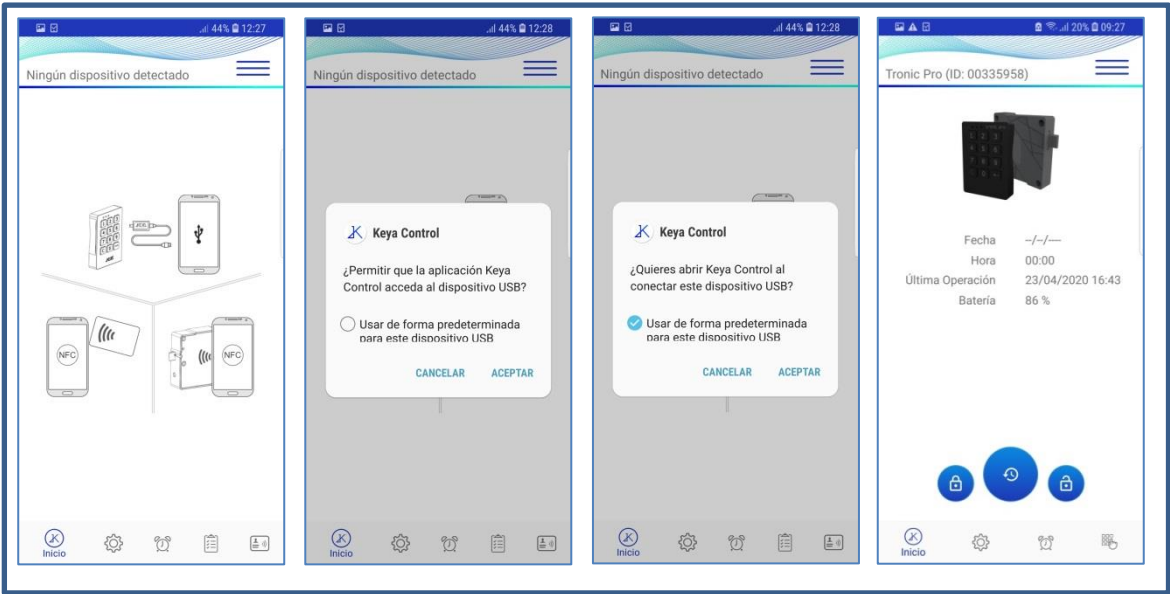 44% 12:27
Ningún dispositivo detectado
NFC
NFC
Inicio
44% 12:28
Ningún dispositivo detectado
Keya Control
¿Permitir que la aplicación Keya
Control acceda al dispositivo USB?
Usar de forma predeterminada
para este dispositivo USB
CANCELAR ACEPTAR
Inicio
44% 12:28
Ningún dispositivo detectado
Keya Control
¿Quieres abrir Keya Control al
conectar este dispositivo USB?
Usar de forma predeterminada
para este dispositivo USB
CANCELAR ACEPTAR
Inicio
20% 09:27
Tronic Pro (ID: 00335958)
Fecha --/--/----
Hora 00:00
Última Operación 23/04/2020 16:43
Batería 86 %
Inicio